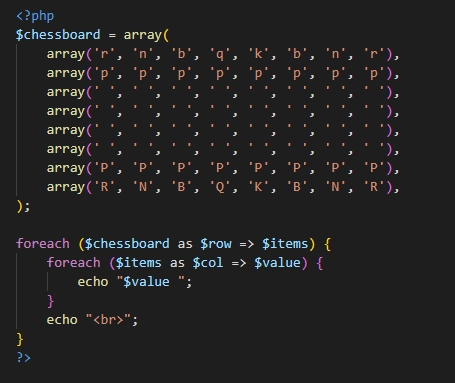 <?php
$chessboard = array(
    array('r', 'n', 'b', 'q', 'k', 'b', 'n', 'r'),
    array('p', 'p', 'p', 'p', 'p', 'p', 'p', 'p'),
    array(' ', ' ', ' ', ' ', ' ', ' ', ' ', ' '),
    array(' ', ' ', ' ', ' ', ' ', ' ', ' ', ' '),
    array(' ', ' ', ' ', ' ', ' ', ' ', ' ', ' '),
    array(' ', ' ', ' ', ' ', ' ', ' ', ' ', ' '),
    array('P', 'P', 'P', 'P', 'P', 'P', 'P', 'P'),
    array('R', 'N', 'B', 'Q', 'K', 'B', 'N', 'R'),
);

foreach ($chessboard as $row => $items) {
    foreach ($items as $col => $value) {
        echo "$value ";
    }
    echo "<br>";
}
?>